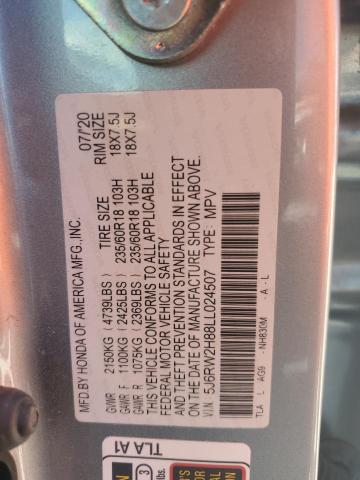 MFD.BY HONDA OF AMERICA MFG.,INC. 07/'20
TIRE SIZE RIM SIZE
GVWR 2150KG (4739LBS)
GAWR F 1100KG (2425LBS) 235/60R18 103H 18X7.5J
GAWR R 1075KG (2369LBS) 235/60R18 103H 18X7.5J
THIS VEHICLE CONFORMS TO ALL APPLICABLE
FEDERAL MOTOR VEHICLE SAFETY
AND THEFT PREVENTION STANDARDS IN EFFECT
ON THE DATE OF MANUFACTURE SHOWN ABOVE.
V.I.N.: 5J6RW2H88LL024507 TYPE: MPV
TLA L AG9 NH830M - A - L
TLA A1
3
lbs.